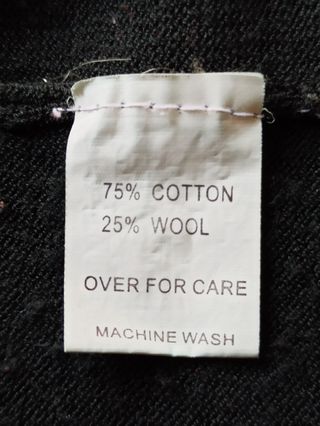 75% COTTON
25% WOOL
OVER FOR CARE
MACHINE WASH